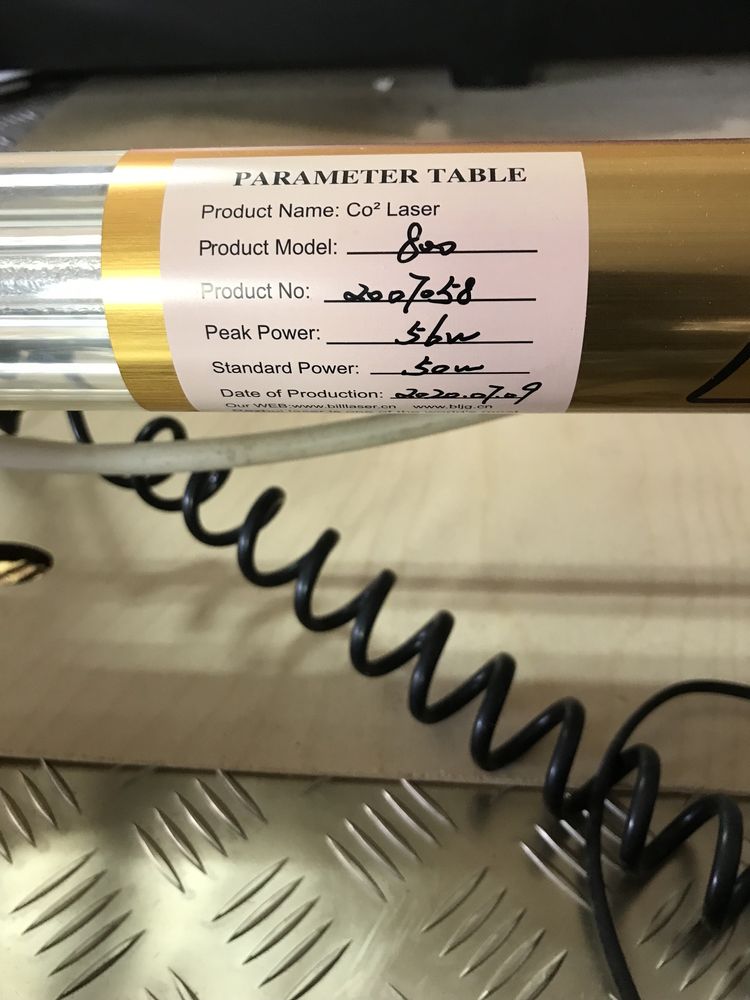 PARAMETER TABLE
Product Name: Co² Laser
Product Model: 800
Product No: 2007058
Peak Power: 56w
Standard Power: 50w
Date of Production: 2020.07.09
Our WEB:www.billlaser.cn www.bljg.cn